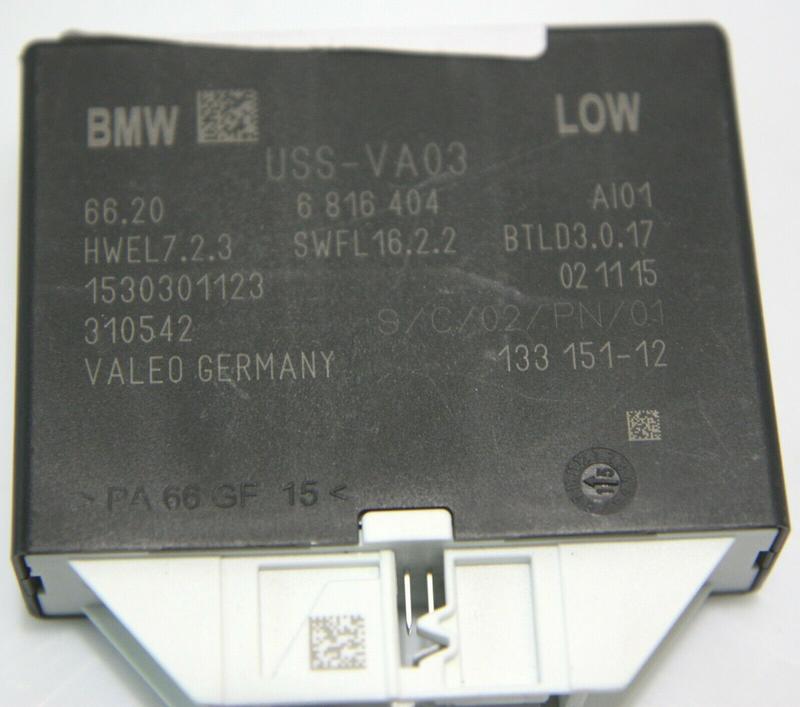 BMW LOW
USS-VA03
66.20 6 816 404 AI01
HWEL7.2.3 SWFL16.2.2 BTLD3.0.17
1530301123 02 11 15
310542 S/C/02/PN/01
VALEO GERMANY 133 151-12
>PA 66 GF 15<